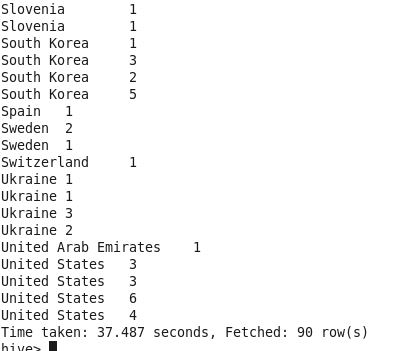 Slovenia 1
Slovenia 1
South Korea 1
South Korea 3
South Korea 2
South Korea 5
Spain 1
Sweden 2
Sweden 1
Switzerland 1
Ukraine 1
Ukraine 1
Ukraine 3
Ukraine 2
United Arab Emirates 1
United States 3
United States 3
United States 6
United States 4
Time taken: 37.487 seconds, Fetched: 90 row(s)
hive>